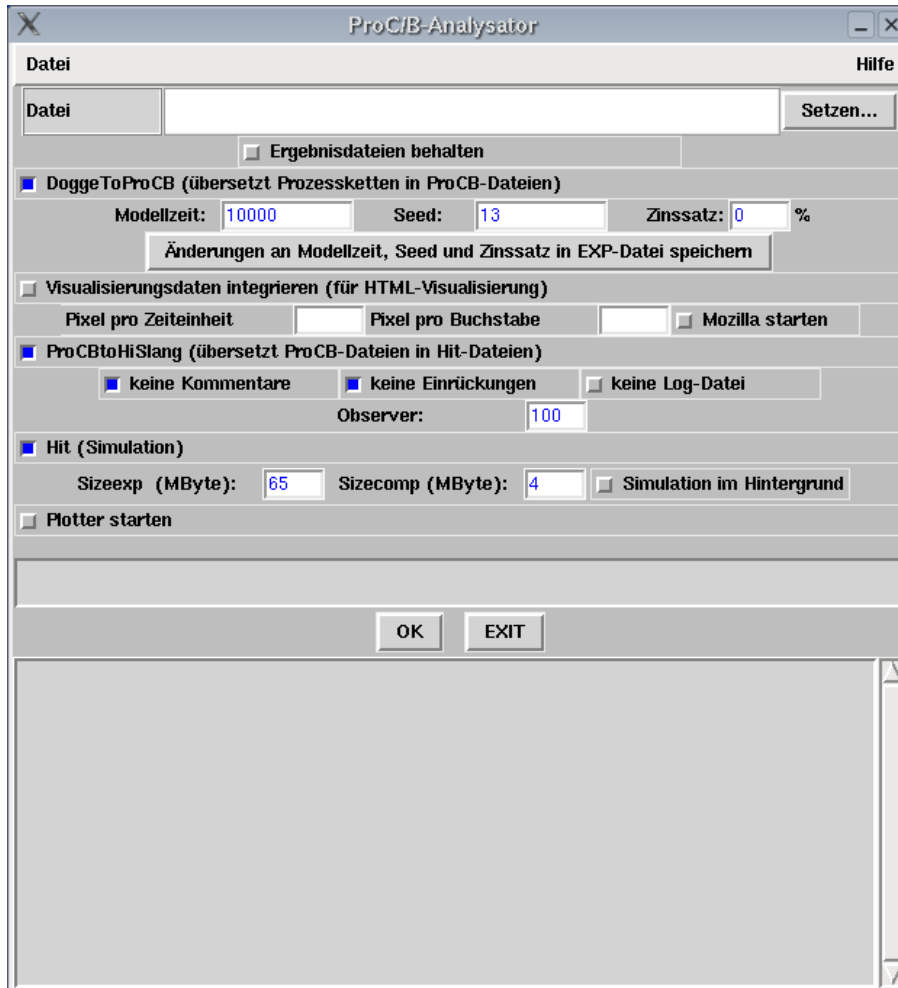 ProC/B-Analysator
Datei Hilfe
Datei Setzen...
Ergebnisdateien behalten
DoggeToProCB (übersetzt Prozessketten in ProCB-Dateien)
Modellzeit: 10000 Seed: 13 Zinssatz: 0 %
Änderungen an Modellzeit, Seed und Zinssatz in EXP-Datei speichern
Visualisierungsdaten integrieren (für HTML-Visualisierung)
Pixel pro Zeiteinheit Pixel pro Buchstabe Mozilla starten
ProCBtoHiSlang (übersetzt ProCB-Dateien in Hit-Dateien)
keine Kommentare keine Einrückungen keine Log-Datei
Observer: 100
Hit (Simulation)
Sizeexp (MByte): 65 Sizecomp (MByte): 4 Simulation im Hintergrund
Plotter starten
OK EXIT